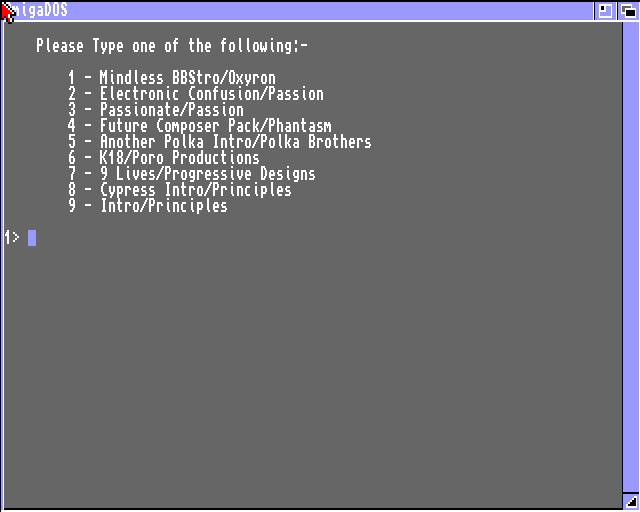 migaDOS
Please Type one of the following:-
1 - Mindless BBStro/Oxyron
2 - Electronic Confusion/Passion
3 - Passionate/Passion
4 - Future Composer Pack/Phantasm
5 - Another Polka Intro/Polka Brothers
6 - K18/Poro Productions
7 - 9 Lives/Progressive Designs
8 - Cypress Intro/Principles
9 - Intro/Principles
1>